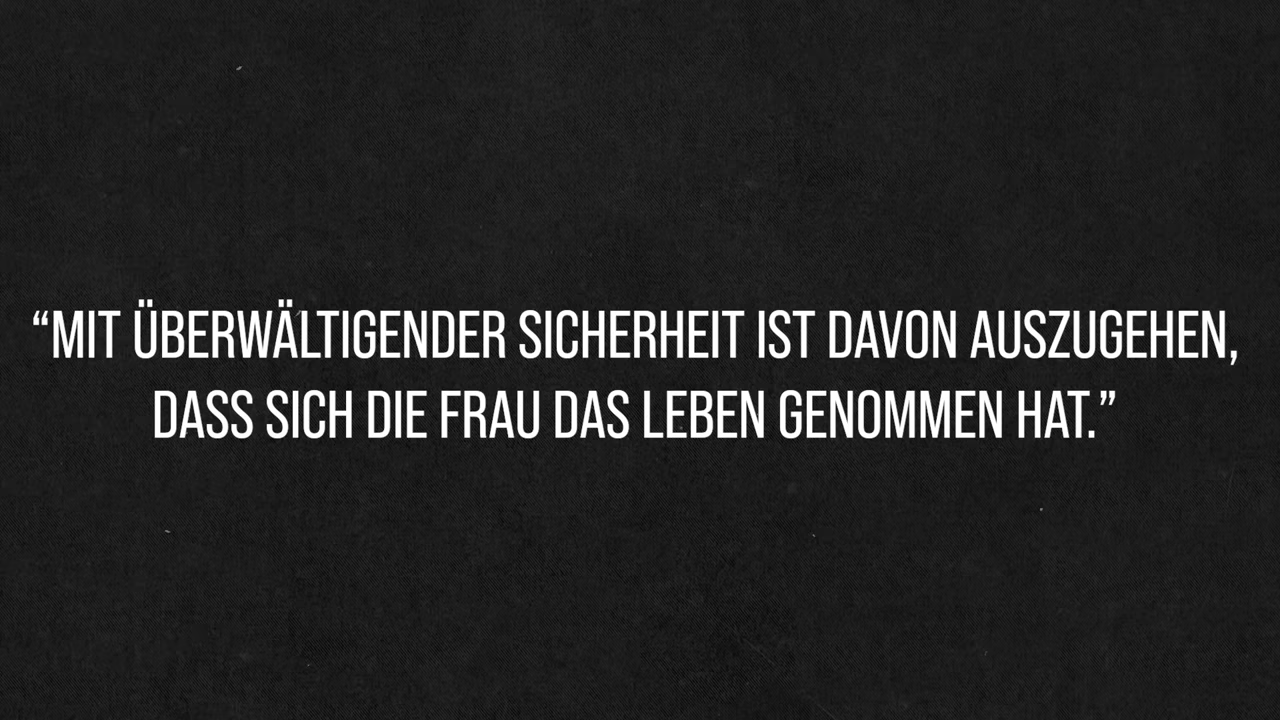 “MIT ÜBERWÄLTIGENDER SICHERHEIT IST DAVON AUSZUGEHEN,
DASS SICH DIE FRAU DAS LEBEN GENOMMEN HAT.”